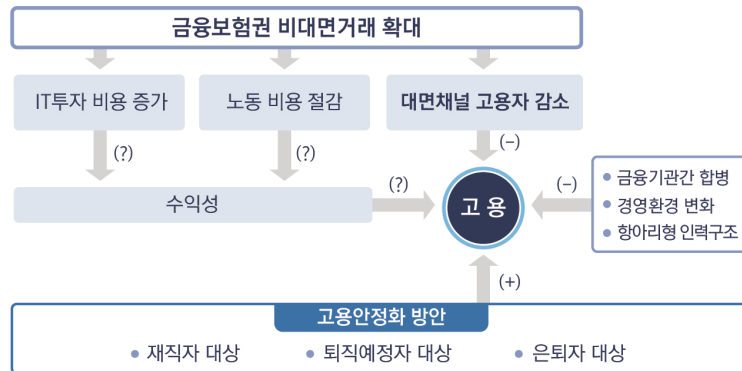 금융보험권 비대면거래 확대
IT투자 비용 증가
노동 비용 절감
대면채널 고용자 감소
(?)
(?)
(−)
수익성
(?)
고 용
(−)
• 금융기관간 합병
• 경영환경 변화
• 항아리형 인력구조
(+)
고용안정화 방안
• 재직자 대상
• 퇴직예정자 대상
• 은퇴자 대상